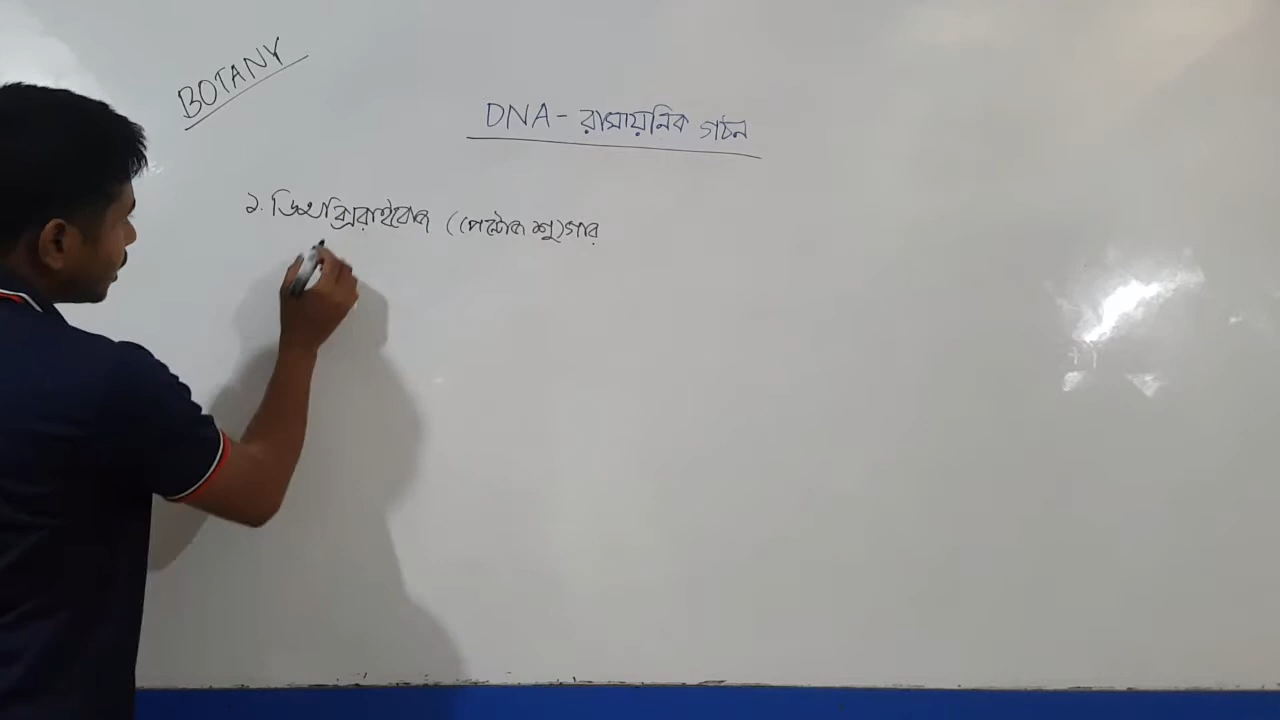 BOTANY
DNA - রাসায়নিক গঠন
১. ডিঅক্সিরাইবোজ (পেন্টোজ শ্যুগার